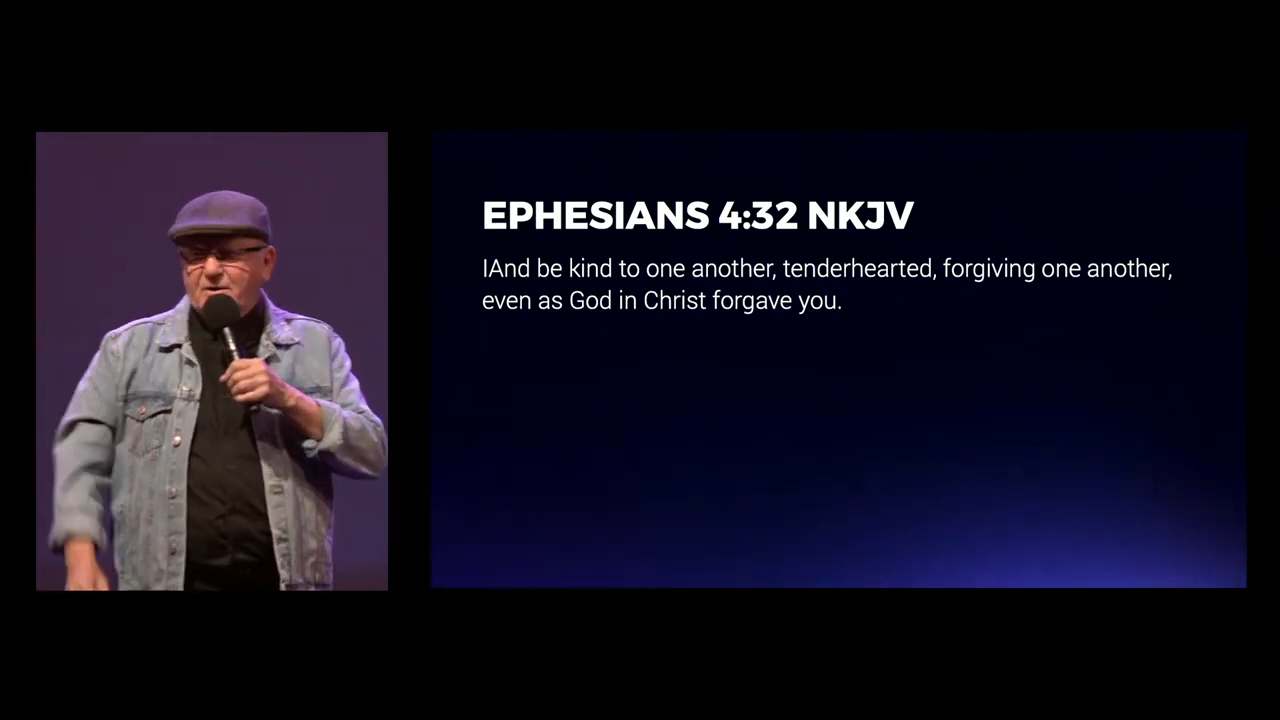 EPHESIANS 4:32 NKJV
IAnd be kind to one another, tenderhearted, forgiving one another,
even as God in Christ forgave you.